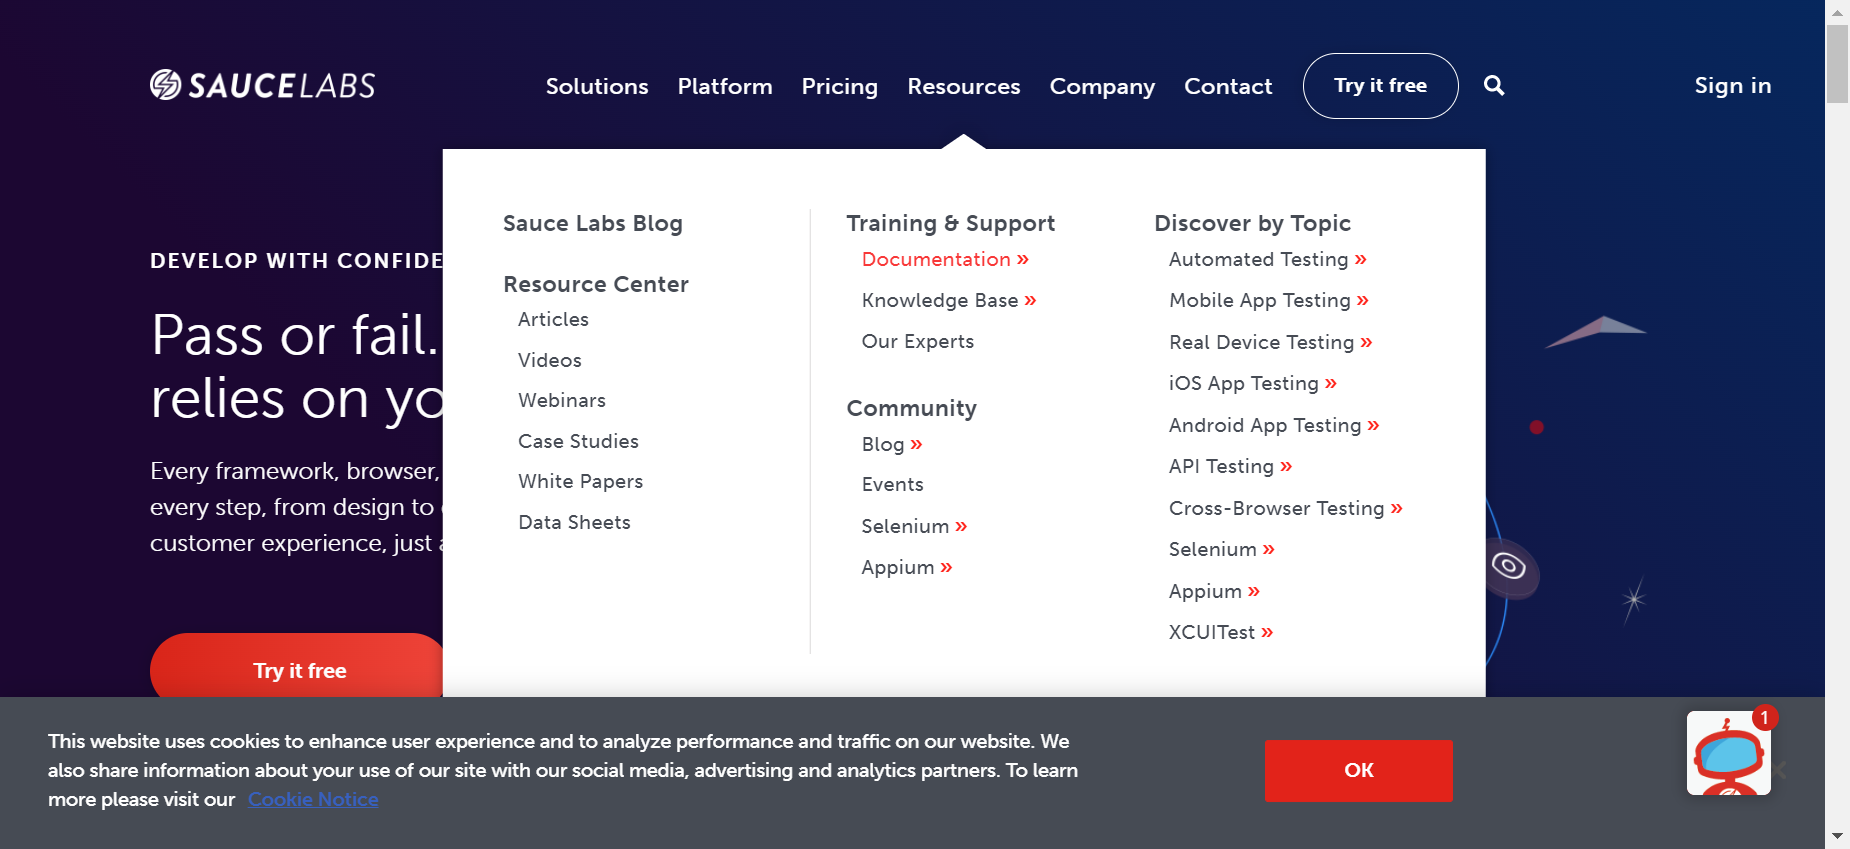 SAUCELABS
Solutions
Platform
Pricing
Resources
Company
Contact
Try it free
Sign in
Sauce Labs Blog
Resource Center
Articles
Videos
Webinars
Case Studies
White Papers
Data Sheets
Training & Support
Documentation »
Knowledge Base »
Our Experts
Community
Blog »
Events
Selenium »
Appium »
Discover by Topic
Automated Testing »
Mobile App Testing »
Real Device Testing »
iOS App Testing »
Android App Testing »
API Testing »
Cross-Browser Testing »
Selenium »
Appium »
XCUITest »
DEVELOP WITH
Pass or fail.
relies on
Every framework, browser,
every step, from design to
customer experience, just
Try it free
This website uses cookies to enhance user experience and to analyze performance and traffic on our website. We
also share information about your use of our site with our social media, advertising and analytics partners. To learn
more please visit our Cookie Notice
OK
1